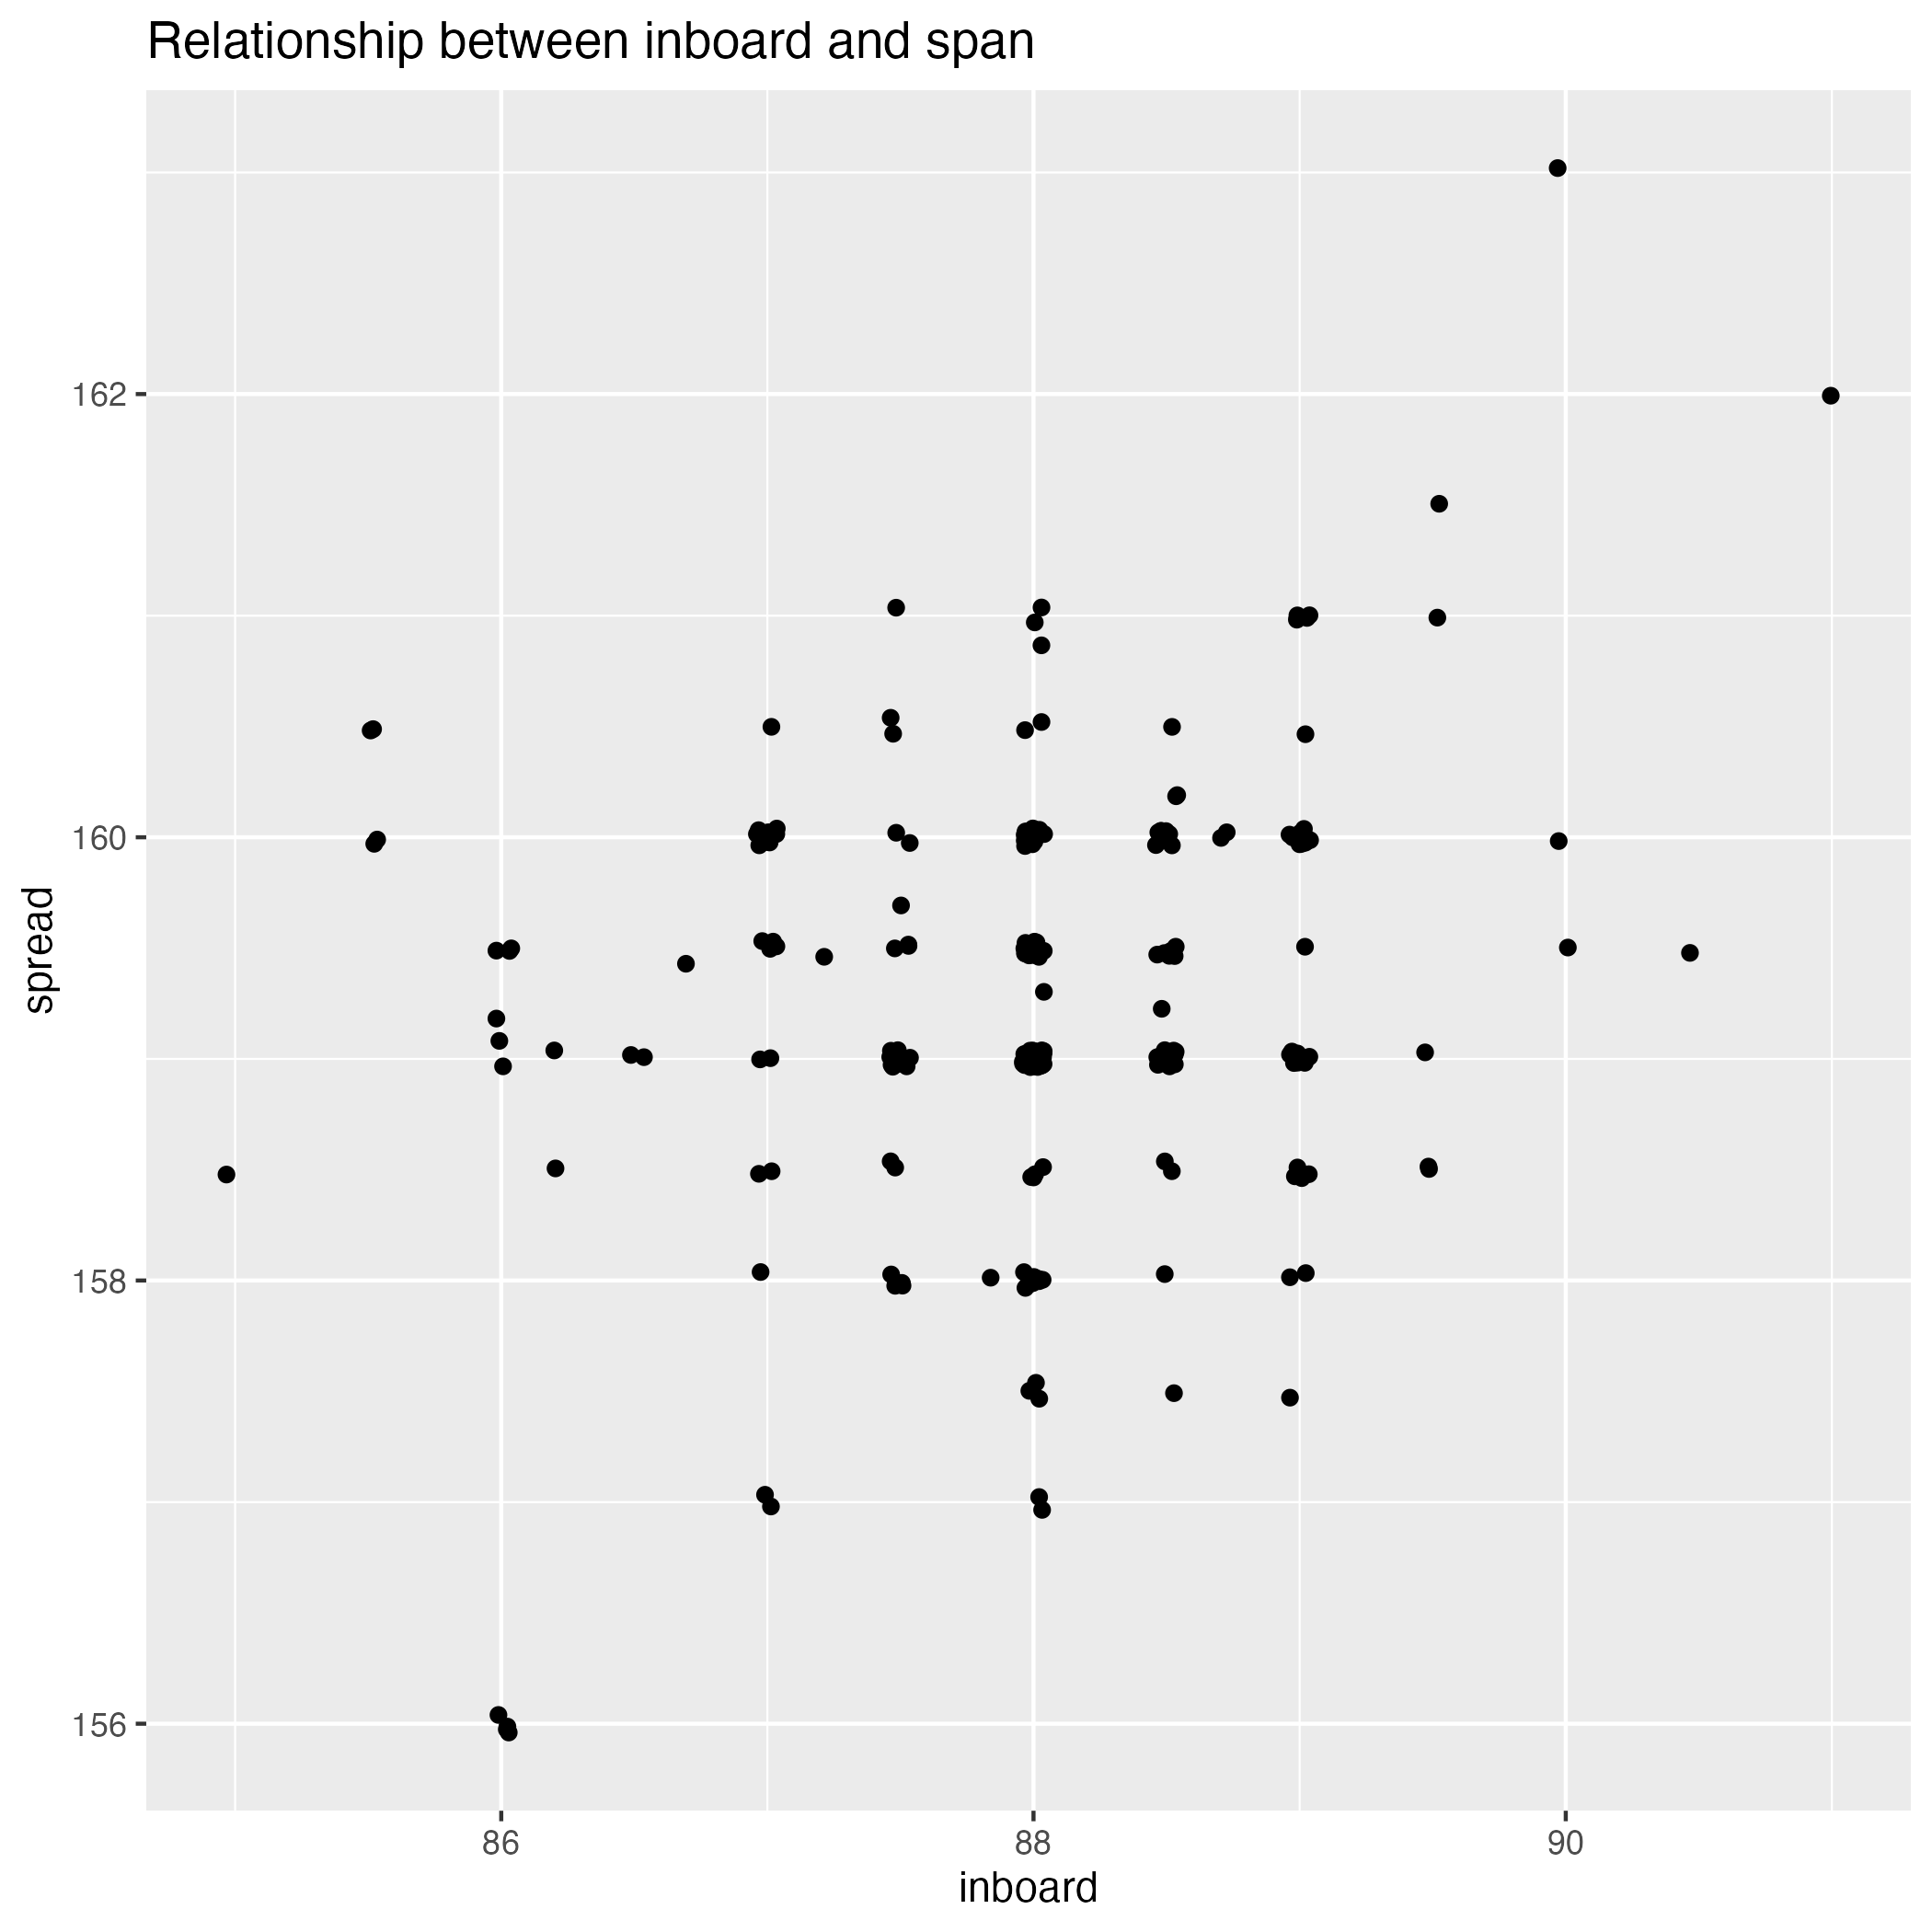 Relationship between inboard and span
162
160
158
156
spread
86
88
90
inboard